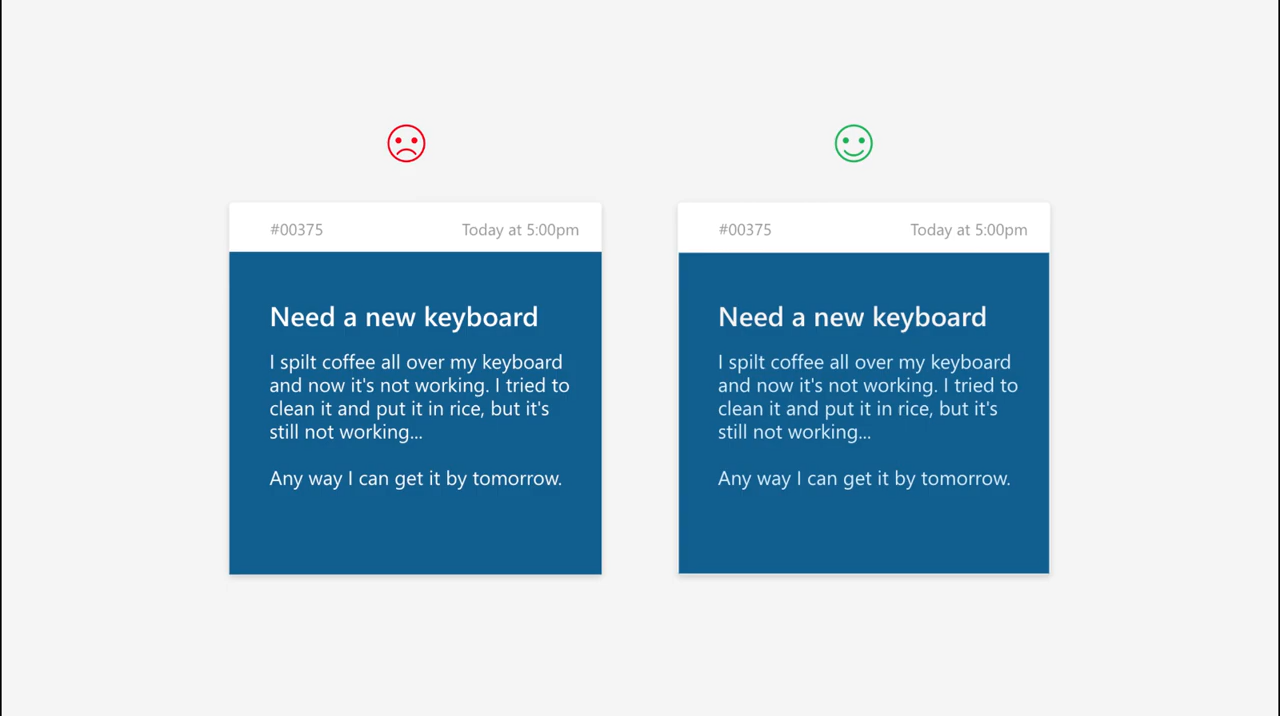 #00375 Today at 5:00pm
Need a new keyboard
I spilt coffee all over my keyboard
and now it's not working. I tried to
clean it and put it in rice, but it's
still not working...
Any way I can get it by tomorrow.
#00375 Today at 5:00pm
Need a new keyboard
I spilt coffee all over my keyboard
and now it's not working. I tried to
clean it and put it in rice, but it's
still not working...
Any way I can get it by tomorrow.